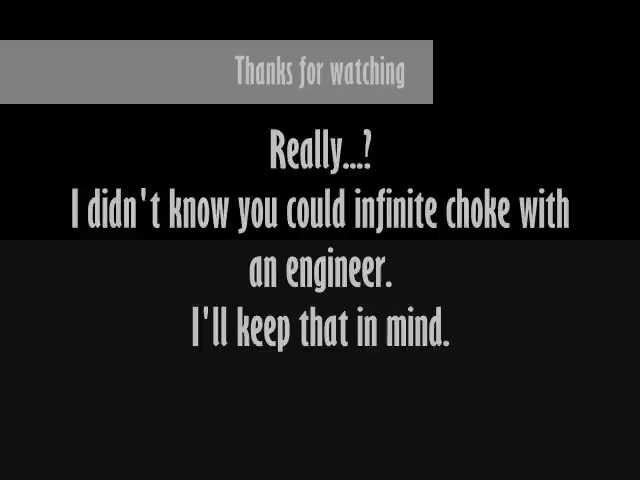 Thanks for watching
Really...?
I didn't know you could infinite choke with
an engineer.
I'll keep that in mind.